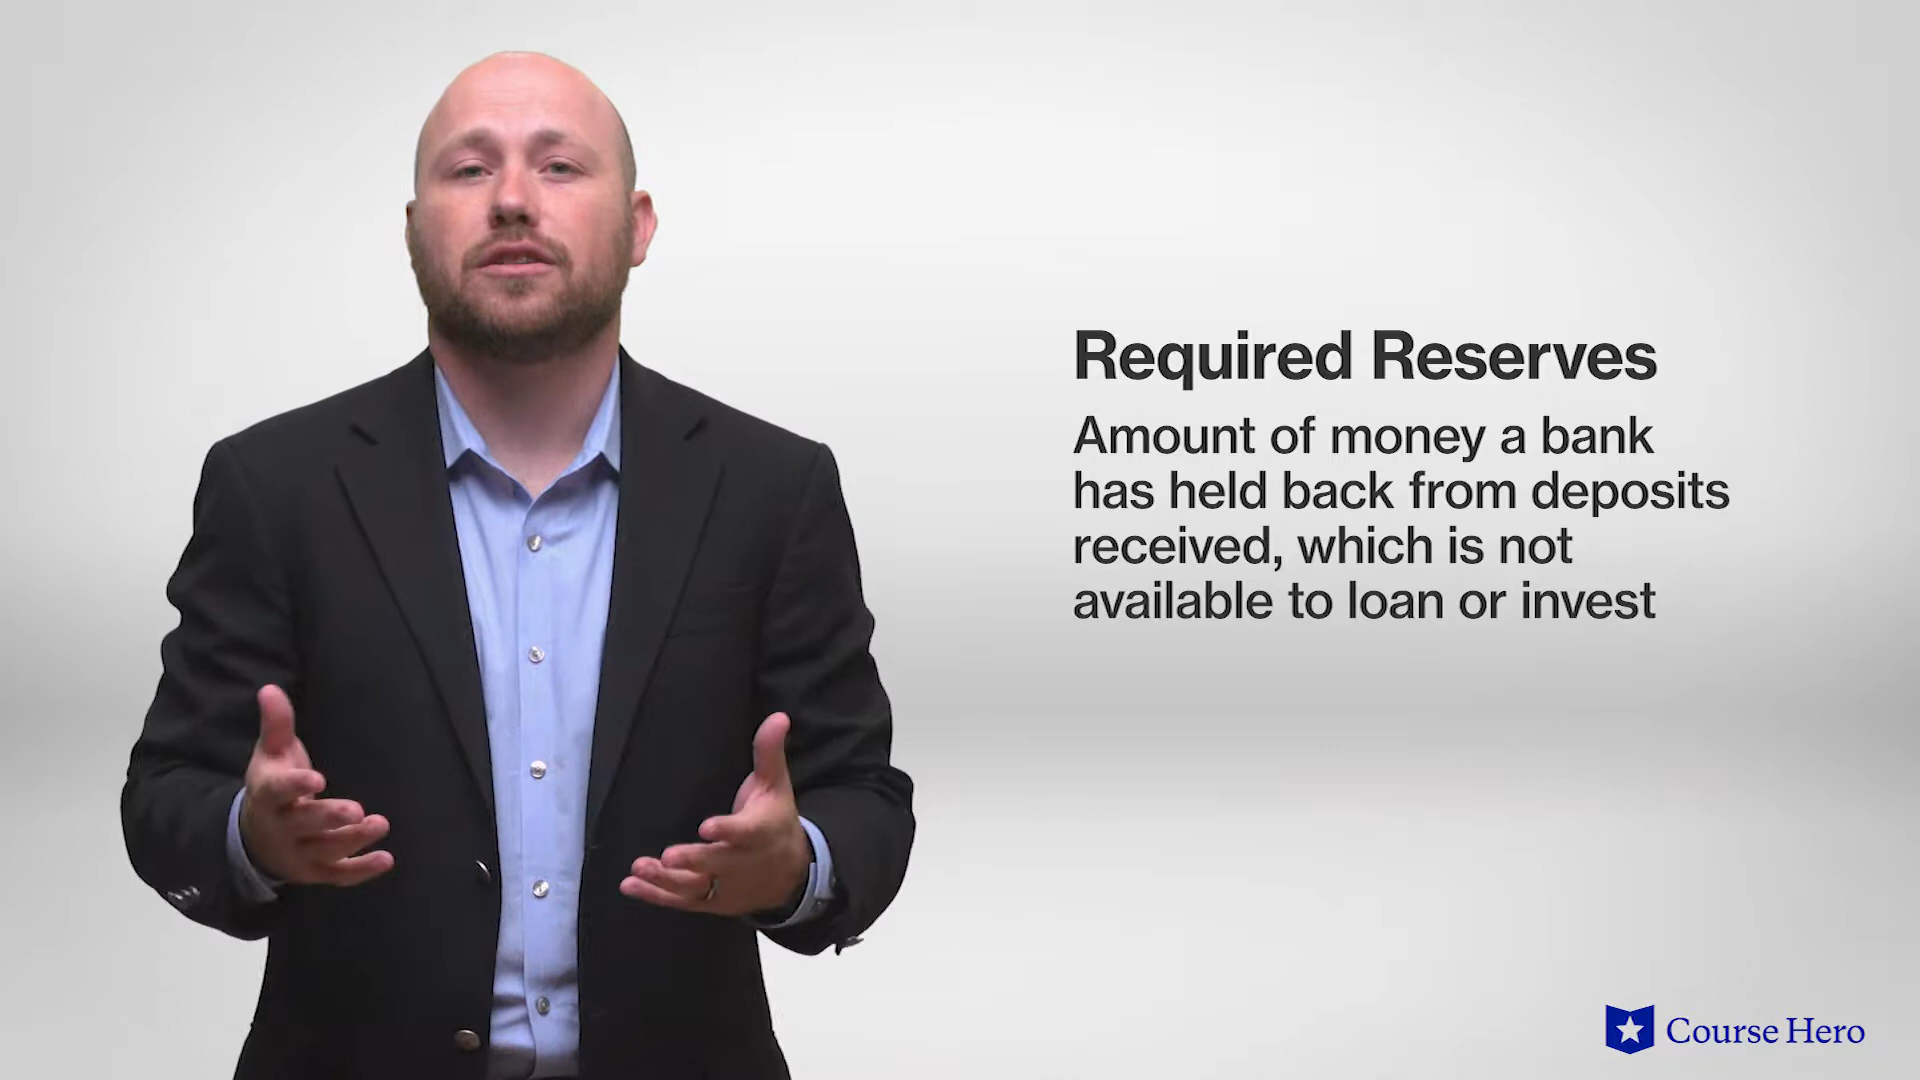 Required Reserves
Amount of money a bank
has held back from deposits
received, which is not
available to loan or invest
Course Hero